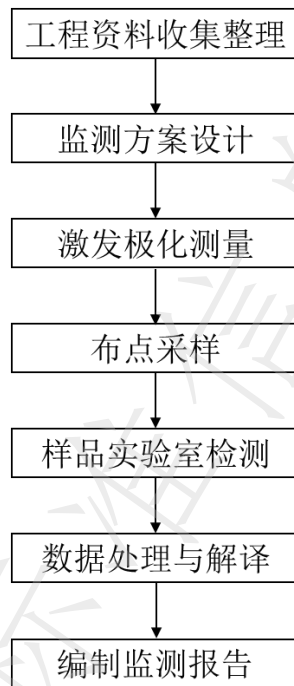 工程资料收集整理
监测方案设计
激发极化测量
布点采样
样品实验室检测
数据处理与解译
编制监测报告